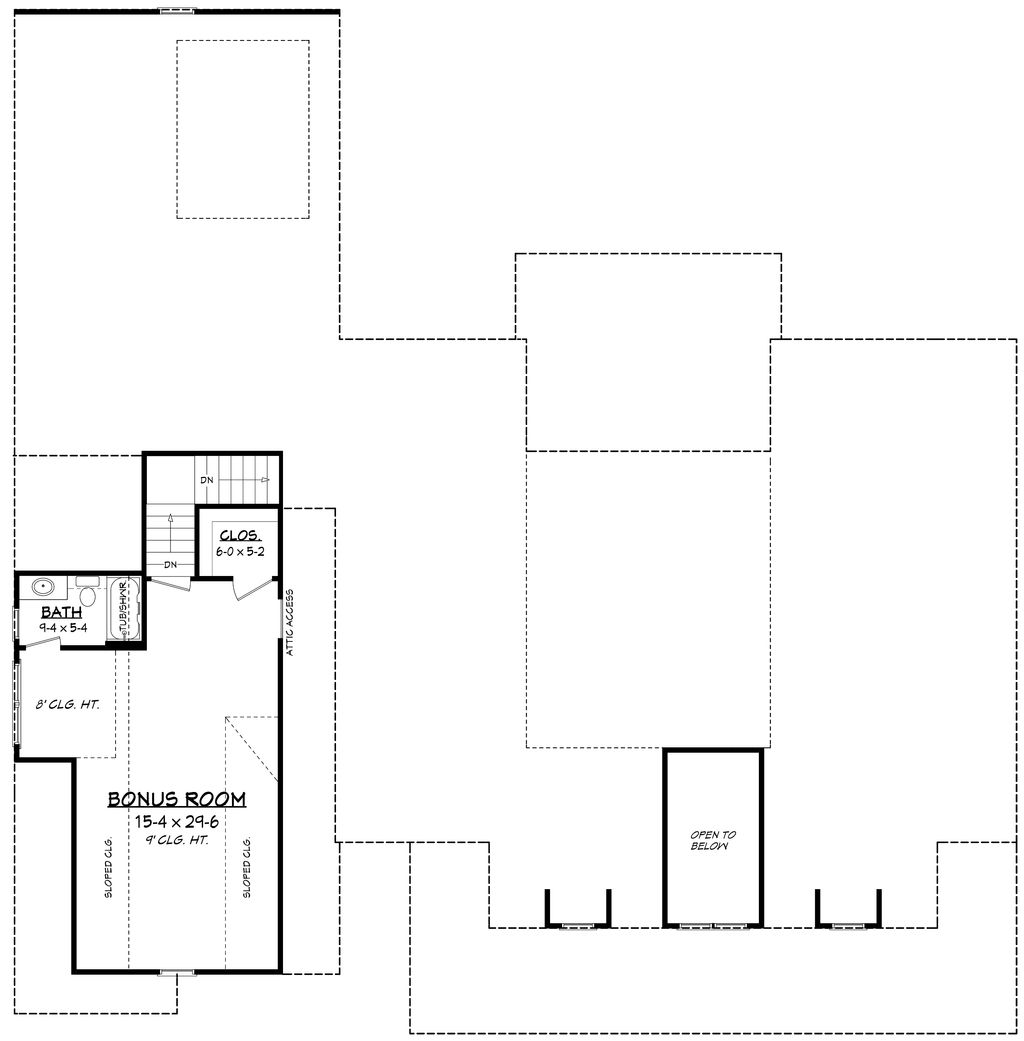 DN
CLOS.
6-0 x 5-2
DN
BATH
9-4 x 5-4
TUB/SHWR
ATTIC ACCESS
8' CLG. HT.
BONUS ROOM
15-4 x 29-6
9' CLG. HT.
SLOPED CLG.
SLOPED CLG.
OPEN TO
BELOW